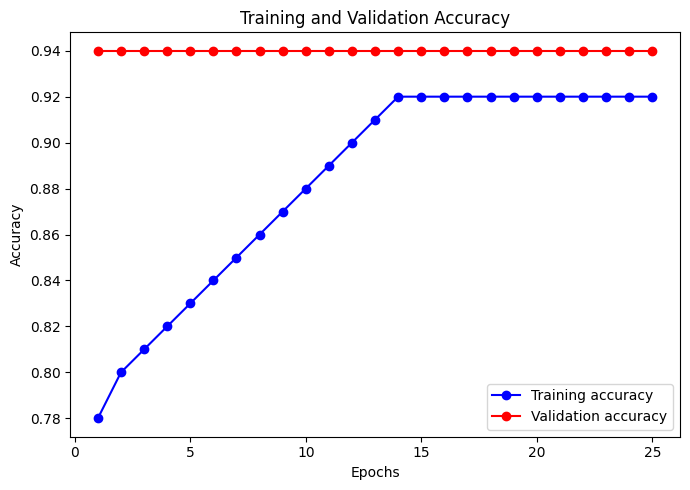 Training and Validation Accuracy
0.94
0.92
0.90
0.88
0.86
0.84
0.82
0.80
0.78
Accuracy
Training accuracy
Validation accuracy
0 5 10 15 20 25
Epochs